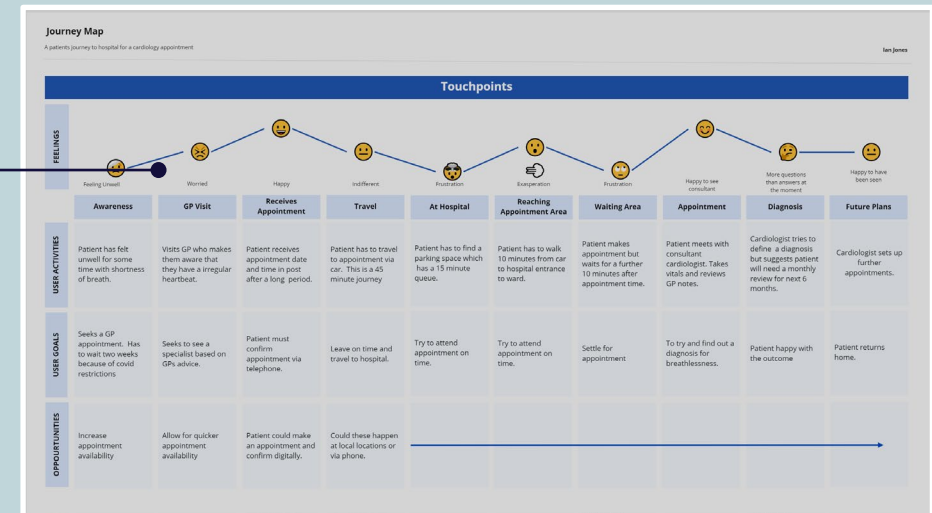 Journey Map
A patients journey to hospital for a cardiology appointment
Ian Jones
Touchpoints
FEELINGS
Feeling Unwell
Worried
Happy
Indifferent
Frustration
Exasperation
Frustration
Happy to see
consultant
More questions
than answers at
the moment
Happy to have
been seen
Awareness
GP Visit
Receives
Appointment
Travel
At Hospital
Reaching
Appointment Area
Waiting Area
Appointment
Diagnosis
Future Plans
USER ACTIVITIES
Patient has felt
unwell for some
time with shortness
of breath.
Visits GP who makes
them aware that
they have a irregular
heartbeat.
Patient receives
appointment date
and time in post
after a long period.
Patient has to travel
to appointment via
car. This is a 45
minute journey
Patient has to find a
parking space which
has a 15 minute
queue.
Patient has to walk
10 minutes from car
to hospital entrance
to ward.
Patient makes
appointment but
waits for a further
10 minutes after
appointment time.
Patient meets with
consultant
cardiologist. Takes
vitals and reviews
GP notes.
Cardiologist tries to
define a diagnosis
but suggests patient
will need a monthly
review for next 6
months.
Cardiologist sets up
further
appointments.
USER GOALS
Seeks a GP
appointment. Has
to wait two weeks
because of covid
restrictions
Seeks to see a
specialist based on
GPs advice.
Patient must
confirm
appointment via
telephone.
Leave on time and
travel to hospital.
Try to attend
appointment on
time.
Try to attend
appointment on
time.
Settle for
appointment
To try and find out a
diagnosis for
breathlessness.
Patient happy with
the outcome
Patient returns
home.
OPPOURTUNITIES
Increase
appointment
availability
Allow for quicker
appointment
availability
Patient could make
an appointment and
confirm digitally.
Could these happen
at local locations or
via phone.